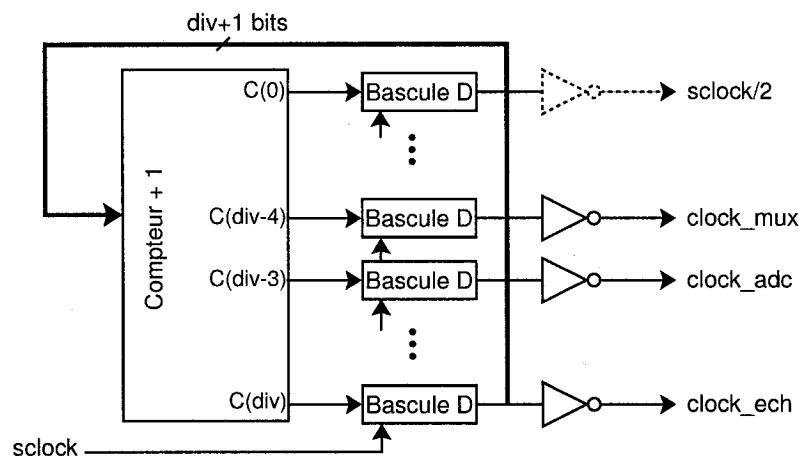 div+1 bits
C(0)
Bascule D
sclock/2
Compteur + 1
C(div-4)
Bascule D
clock_mux
C(div-3)
Bascule D
clock_adc
C(div)
Bascule D
clock_ech
sclock